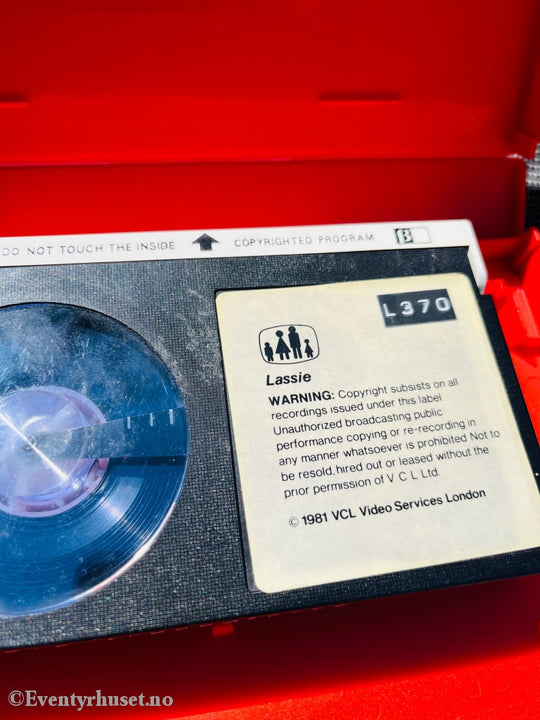 DO NOT TOUCH THE INSIDE COPYRIGHTED PROGRAM B
L370
Lassie
WARNING: Copyright subsists on all
recordings issued under this label
Unauthorized broadcasting public
performance copying or re-recording in
any manner whatsoever is prohibited Not to
be resold, hired out or leased without the
prior permission of V C L Ltd.
© 1981 VCL Video Services London
©Eventyrhuset.no